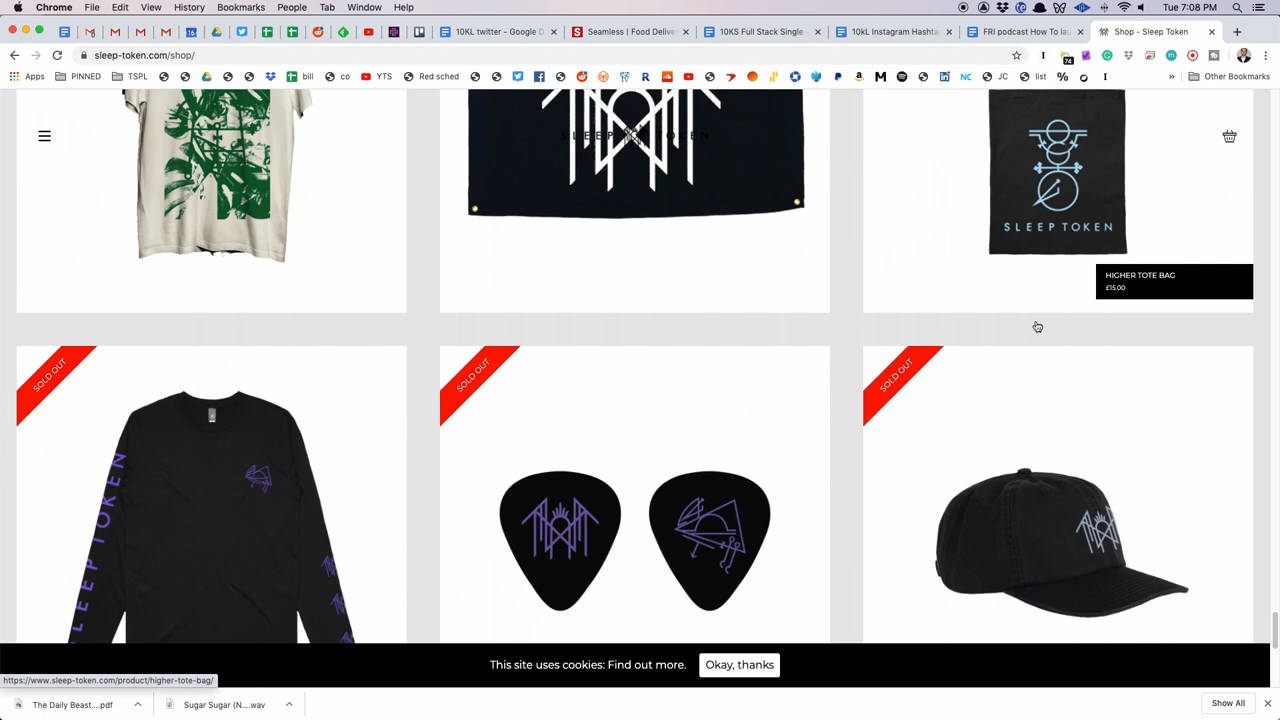 Chrome File Edit View History Bookmarks People Tab Window Help
Tue 7:08 PM
10KL twitter - Google D
Seamless | Food Delive
10KS Full Stack Single
10kL Instagram Hashta
FRI podcast How To lau
Shop - Sleep Token
sleep-token.com/shop/
74
Apps PINNED TSPL bill co YTS Red sched JC list Other Bookmarks
SLEEP TOKEN
SLEEP TOKEN
HIGHER TOTE BAG
£15.00
SOLD OUT
SOLD OUT
SOLD OUT
SLEEP TOKEN
This site uses cookies: Find out more.
Okay, thanks
https://www.sleep-token.com/product/higher-tote-bag/
The Daily Beast....pdf
Sugar Sugar (N....wav
Show All